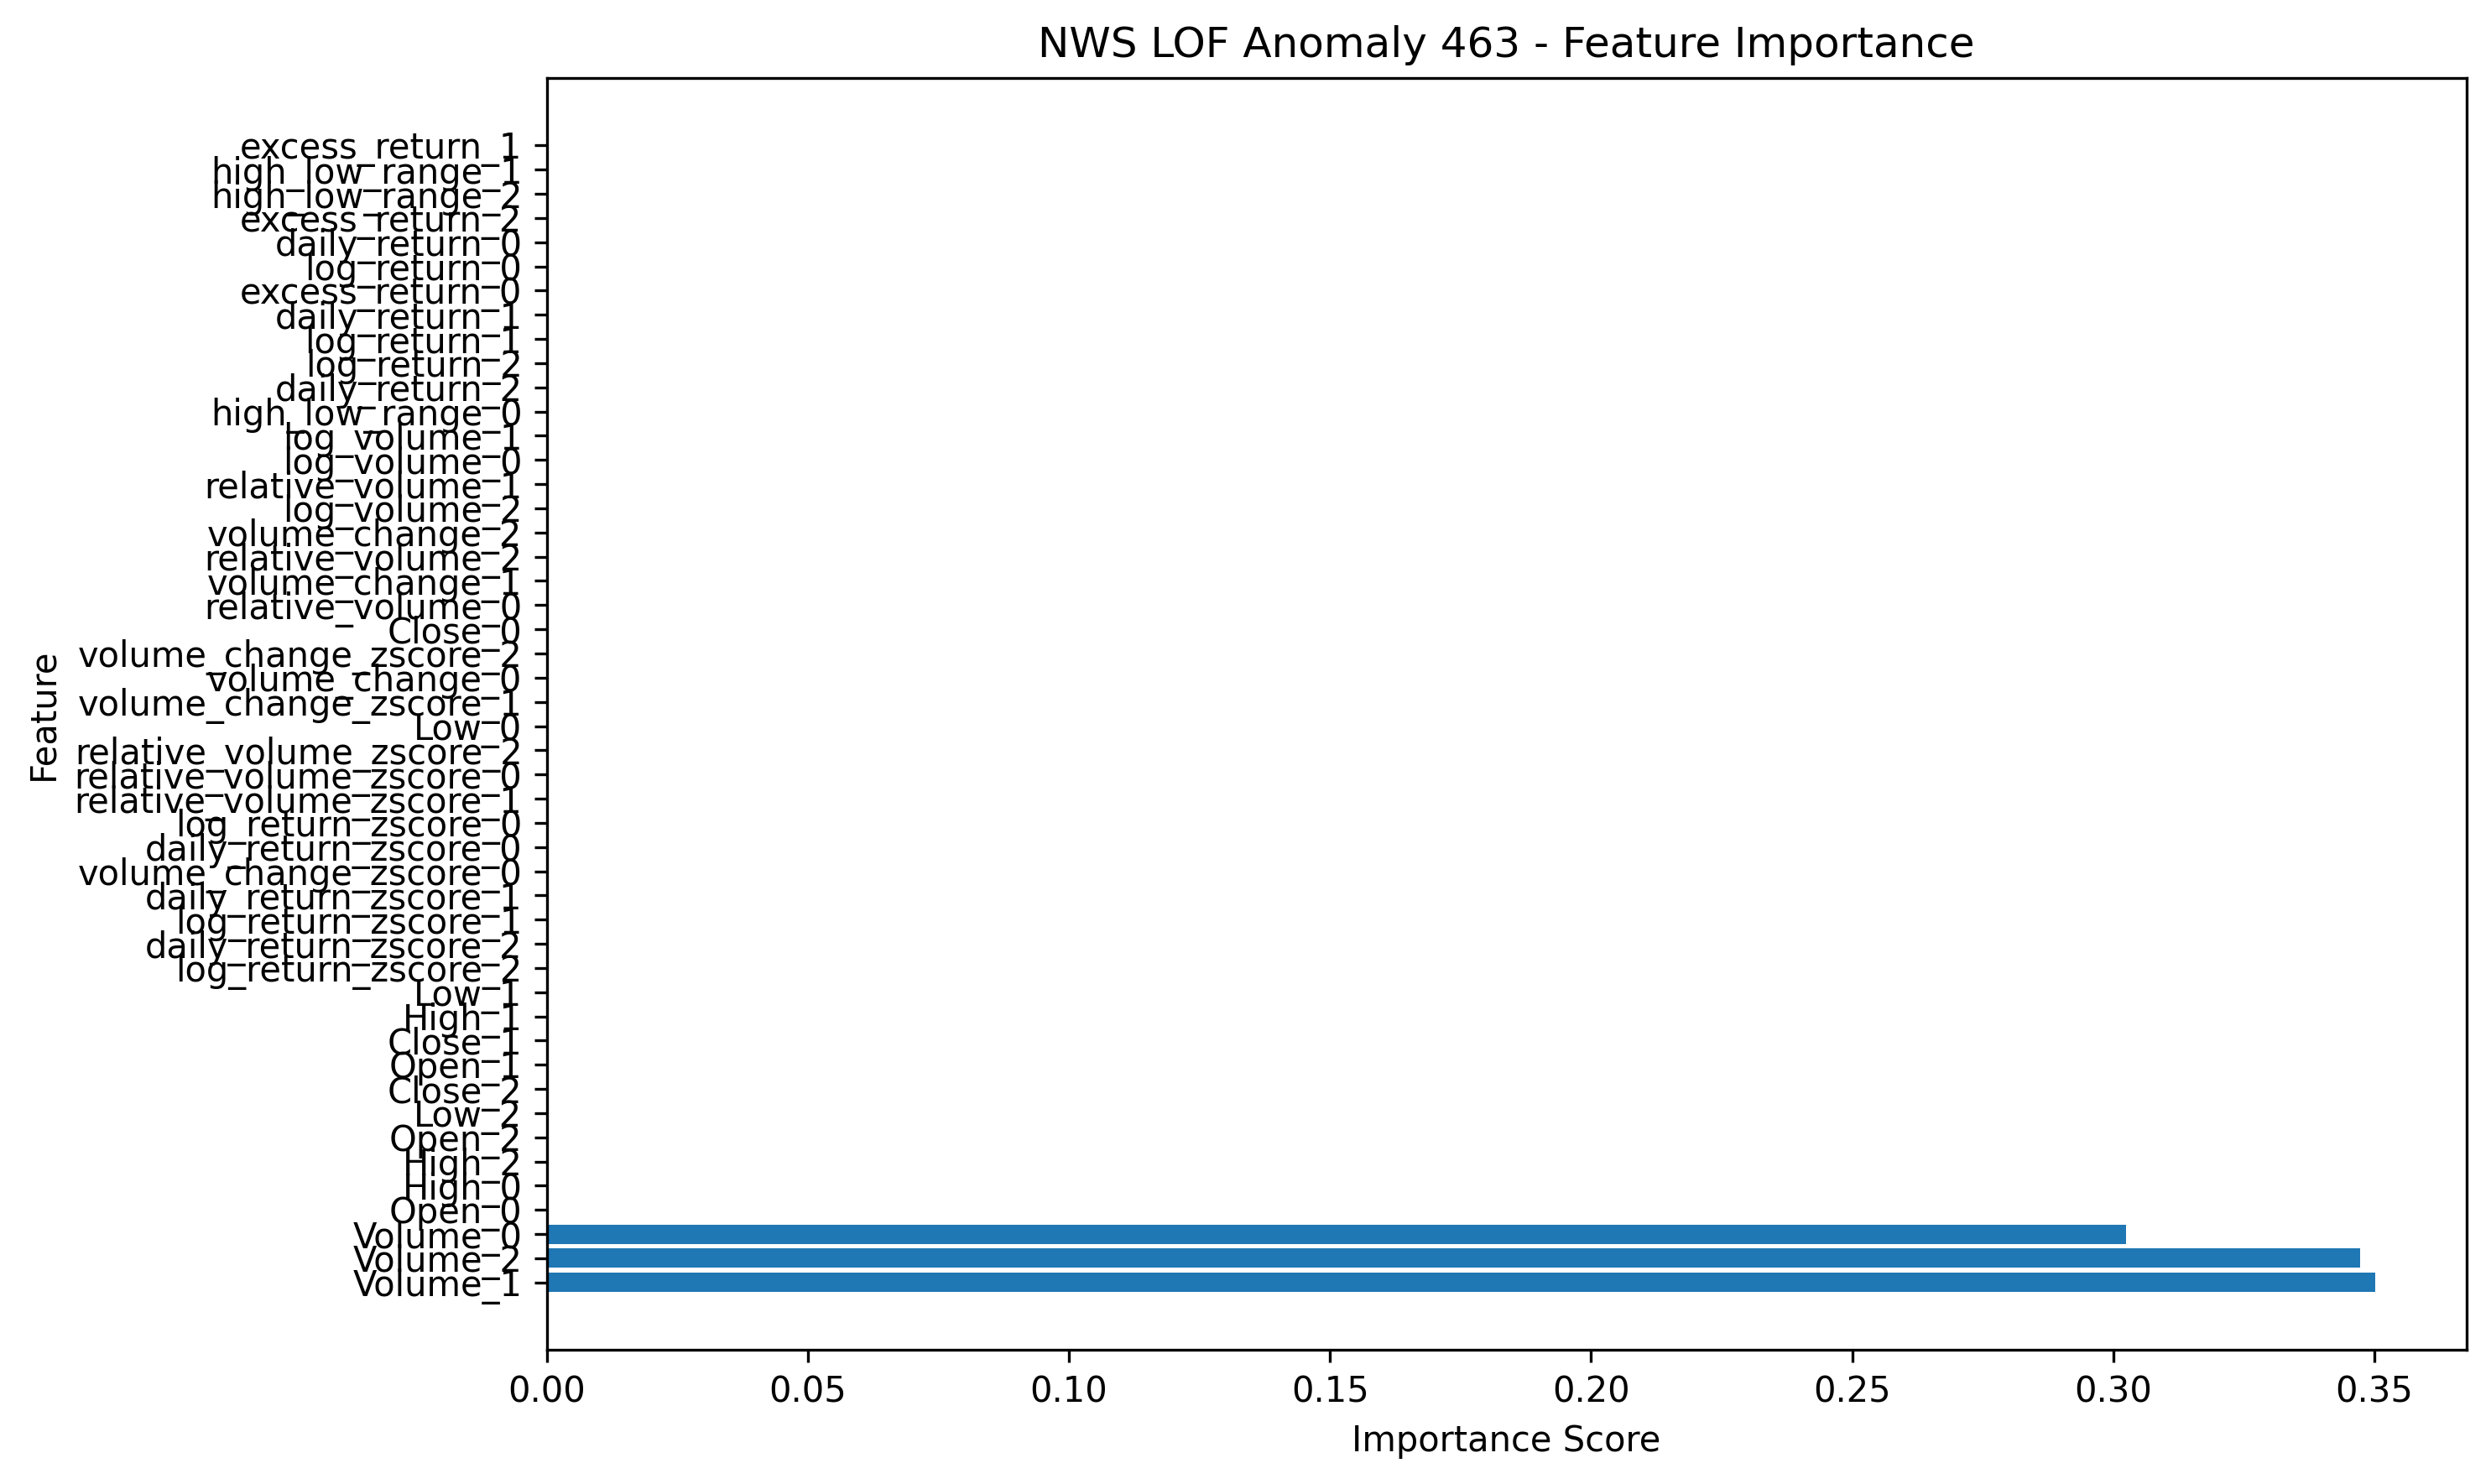 NWS LOF Anomaly 463 - Feature Importance
excess_return_1
high_low_range_1
high_low_range_2
excess_return_2
daily_return_0
log_return_0
excess_return_0
daily_return_1
log_return_1
log_return_2
daily_return_2
high_low_range_0
log_volume_1
log_volume_0
relative_volume_1
log_volume_2
volume_change_2
relative_volume_2
volume_change_1
relative_volume_0
Close_0
volume_change_zscore_2
volume_change_0
volume_change_zscore_1
Low_0
relative_volume_zscore_2
relative_volume_zscore_0
relative_volume_zscore_1
log_return_zscore_0
daily_return_zscore_0
volume_change_zscore_0
daily_return_zscore_1
log_return_zscore_1
daily_return_zscore_2
log_return_zscore_2
Low_1
High_1
Close_1
Open_1
Close_2
Low_2
Open_2
High_2
High_0
Open_0
Volume_0
Volume_2
Volume_1
Feature
0.00 0.05 0.10 0.15 0.20 0.25 0.30 0.35
Importance Score